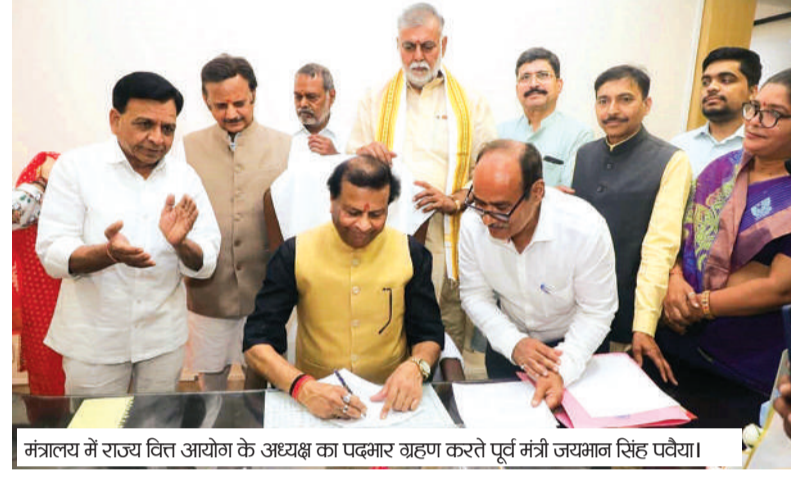 मंत्रालय में राज्य वित्त आयोग के अध्यक्ष का पदभार ग्रहण करते पूर्व मंत्री जयभान सिंह पवैया।